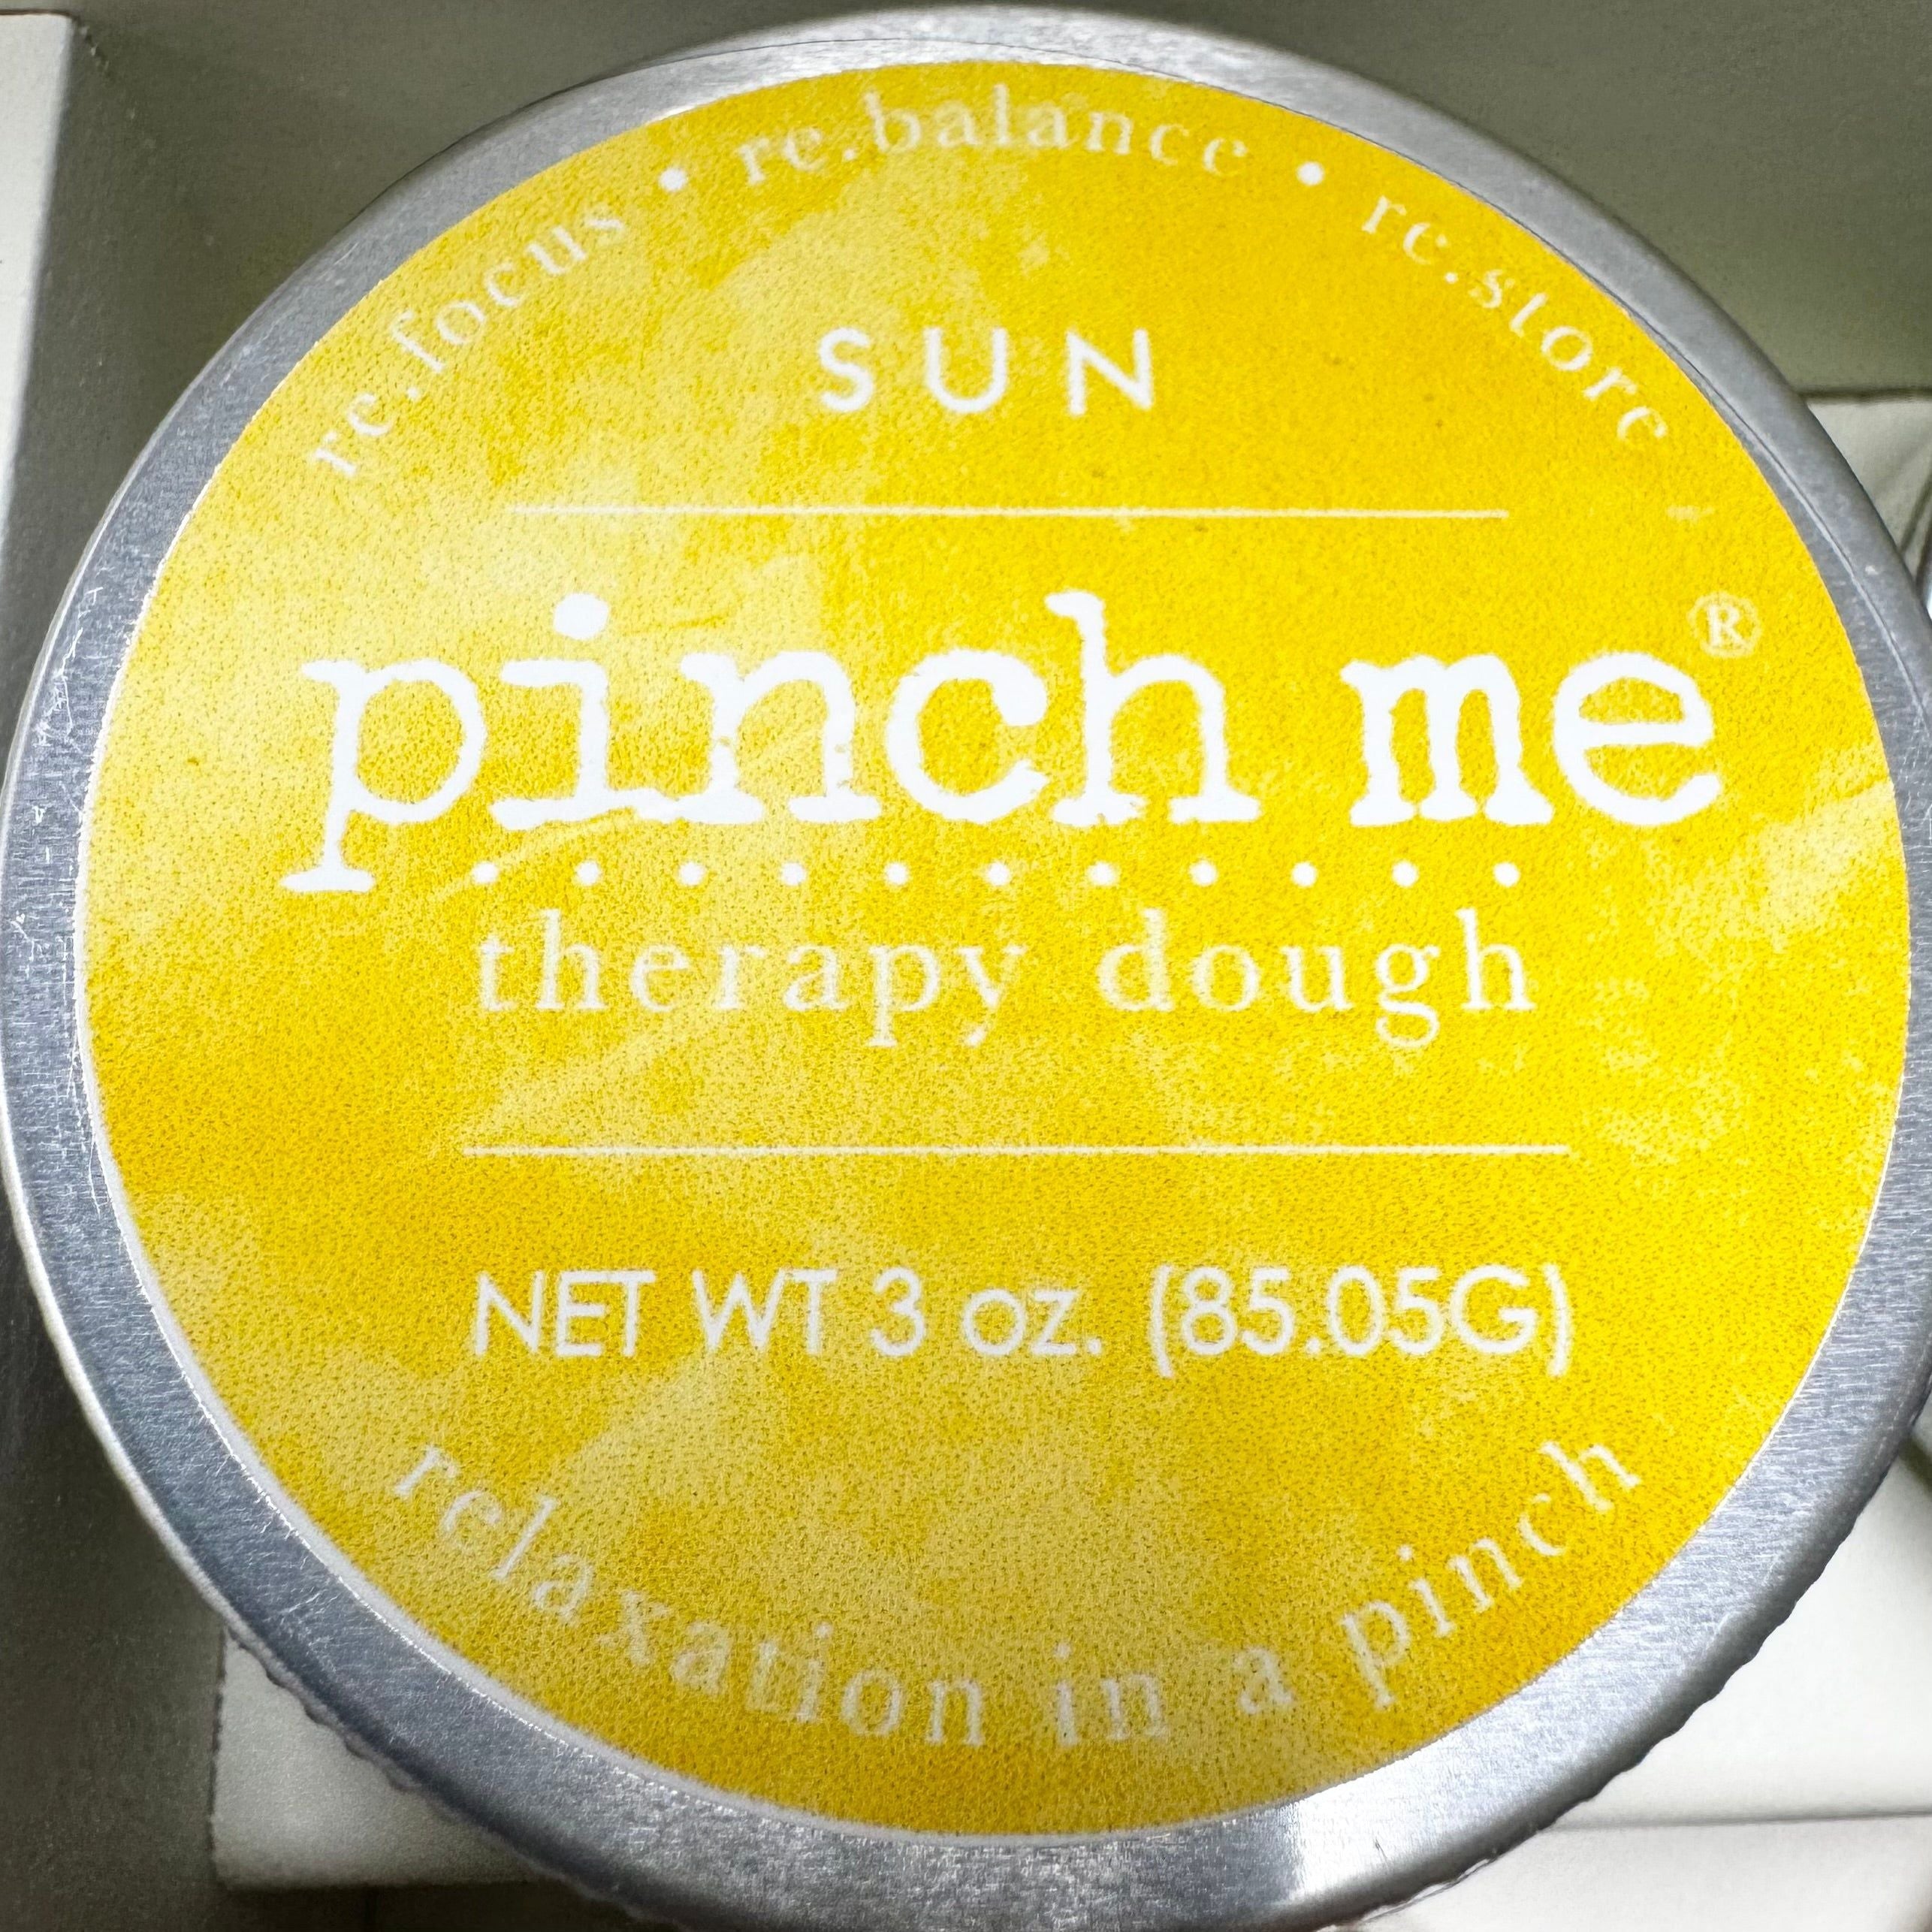 re.focus • re.balance • re.store
SUN
pinch me®
therapy dough
NET WT 3 oz. (85.05G)
relaxation in a pinch